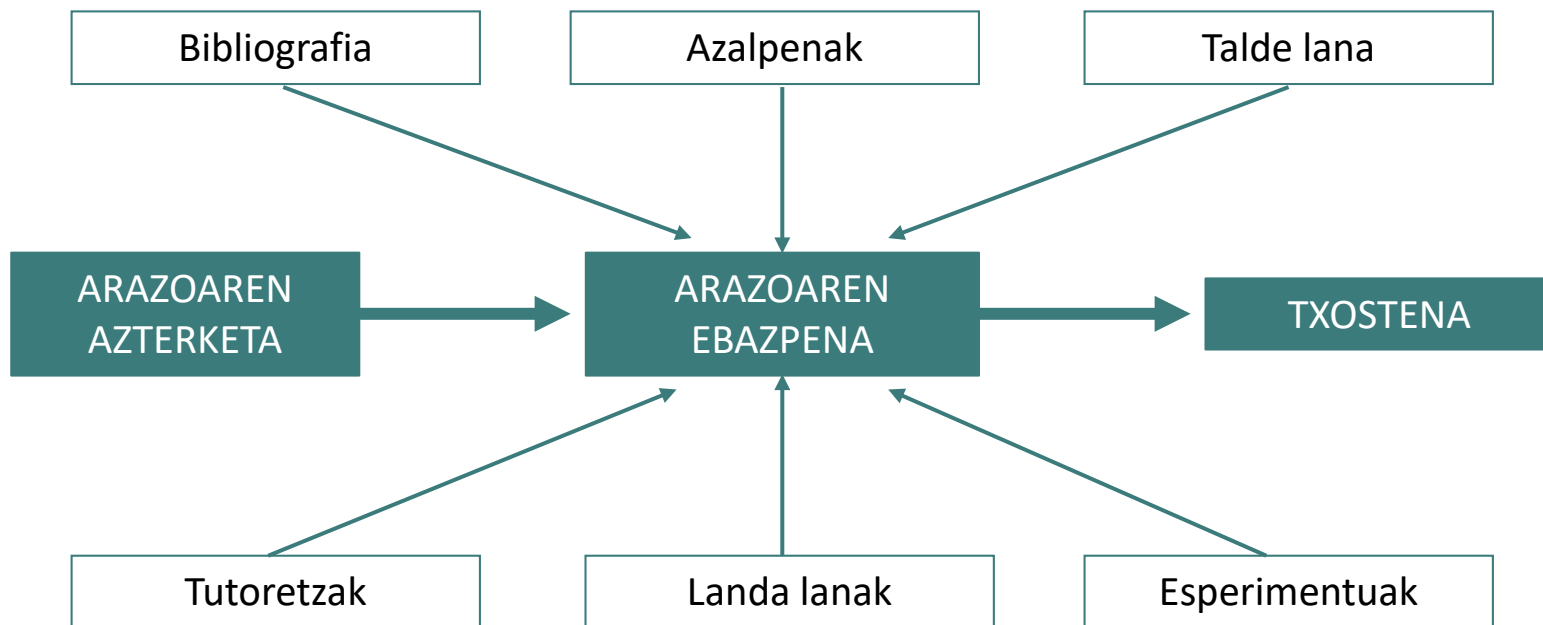 Bibliografia
Azalpenak
Talde lana
ARAZOAREN
AZTERKETA
ARAZOAREN
EBAZPENA
TXOSTENA
Tutoretzak
Landa lanak
Esperimentuak